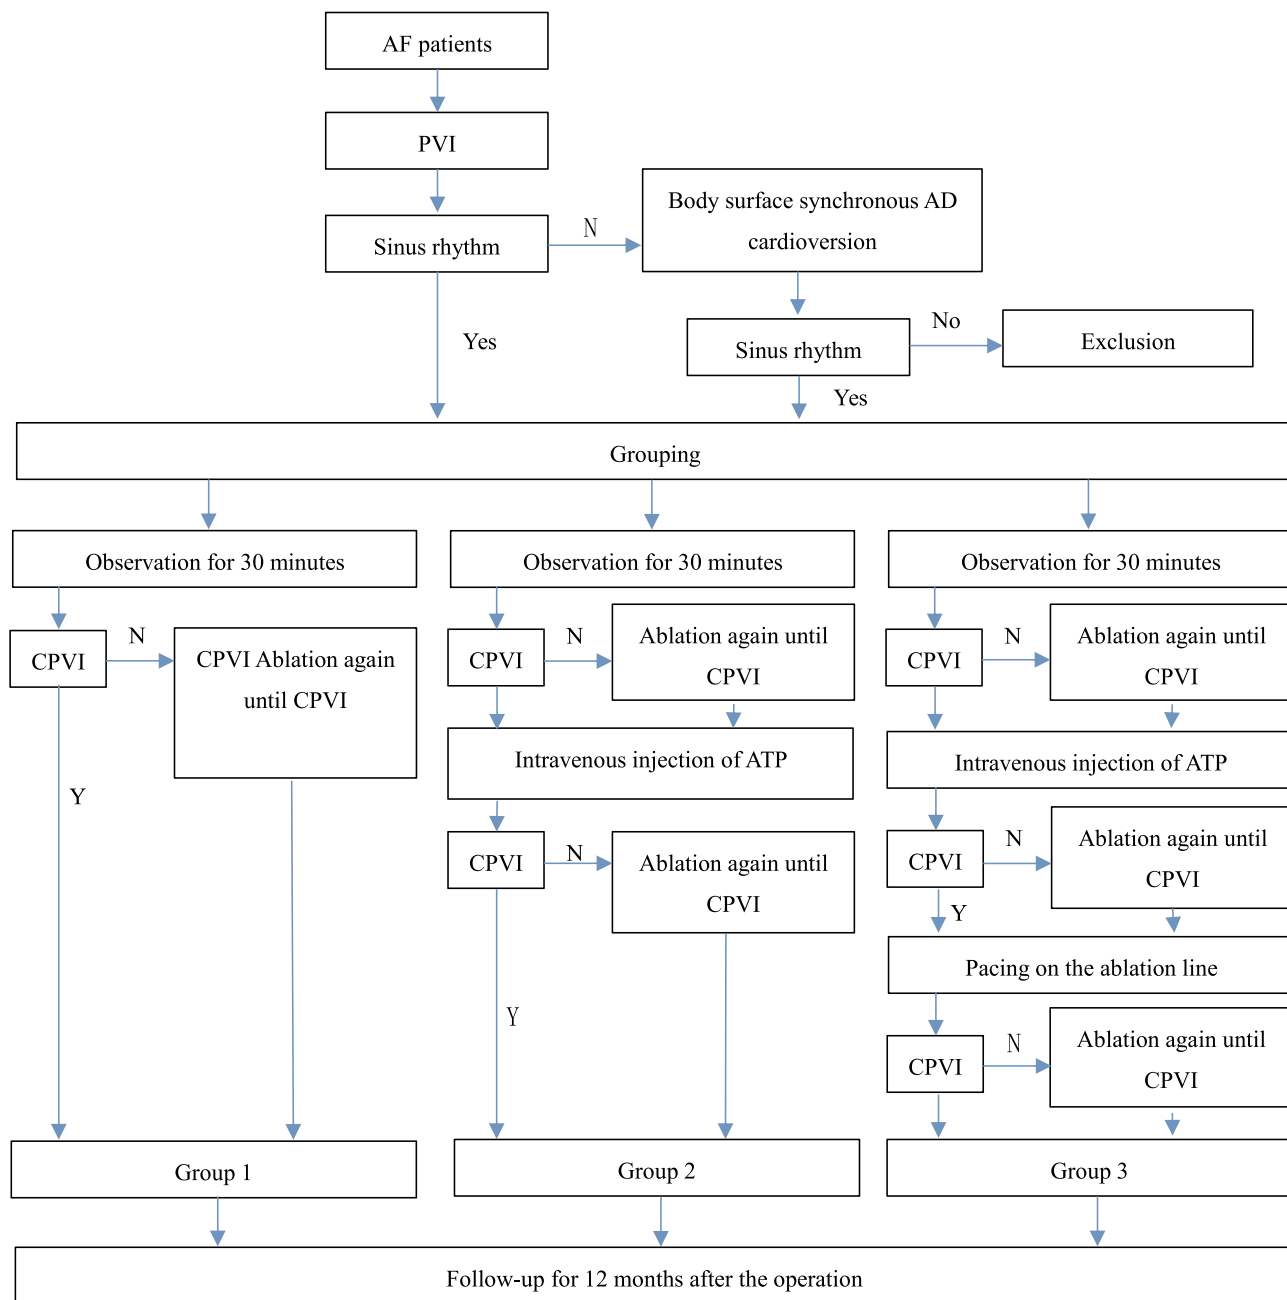 AF patients
PVI
Sinus rhythm
N
Body surface synchronous AD
cardioversion
Yes
Sinus rhythm
No
Exclusion
Yes
Grouping
Observation for 30 minutes
CPVI
N
CPVI Ablation again
until CPVI
Y
Group 1
Observation for 30 minutes
CPVI
N
Ablation again until
CPVI
Intravenous injection of ATP
CPVI
N
Ablation again until
CPVI
Y
Group 2
Observation for 30 minutes
CPVI
N
Ablation again until
CPVI
Intravenous injection of ATP
CPVI
N
Ablation again until
CPVI
Y
Pacing on the ablation line
CPVI
N
Ablation again until
CPVI
Group 3
Follow-up for 12 months after the operation